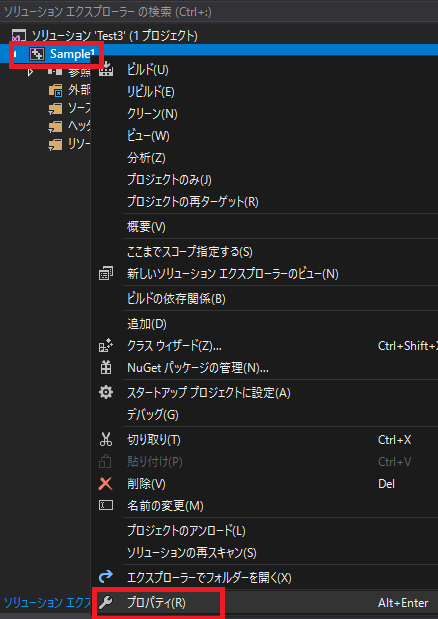 ソリューション エクスプローラー の検索 (Ctrl+:)
ソリューション 'Test3' (1 プロジェクト)
Sample1
参照
外部
ソース
ヘッダ
リソー
ビルド(U)
リビルド(E)
クリーン(N)
ビュー(W)
分析(Z)
プロジェクトのみ(J)
プロジェクトの再ターゲット(R)
概要(V)
ここまでスコープ指定する(S)
新しいソリューション エクスプローラーのビュー(N)
ビルドの依存関係(B)
追加(D)
クラス ウィザード(Z)... Ctrl+Shift+X
NuGet パッケージの管理(N)...
スタートアップ プロジェクトに設定(A)
デバッグ(G)
切り取り(T) Ctrl+X
貼り付け(P) Ctrl+V
削除(V) Del
名前の変更(M)
プロジェクトのアンロード(L)
ソリューションの再スキャン(S)
エクスプローラーでフォルダーを開く(X)
ソリューション エクス
プロパティ(R) Alt+Enter